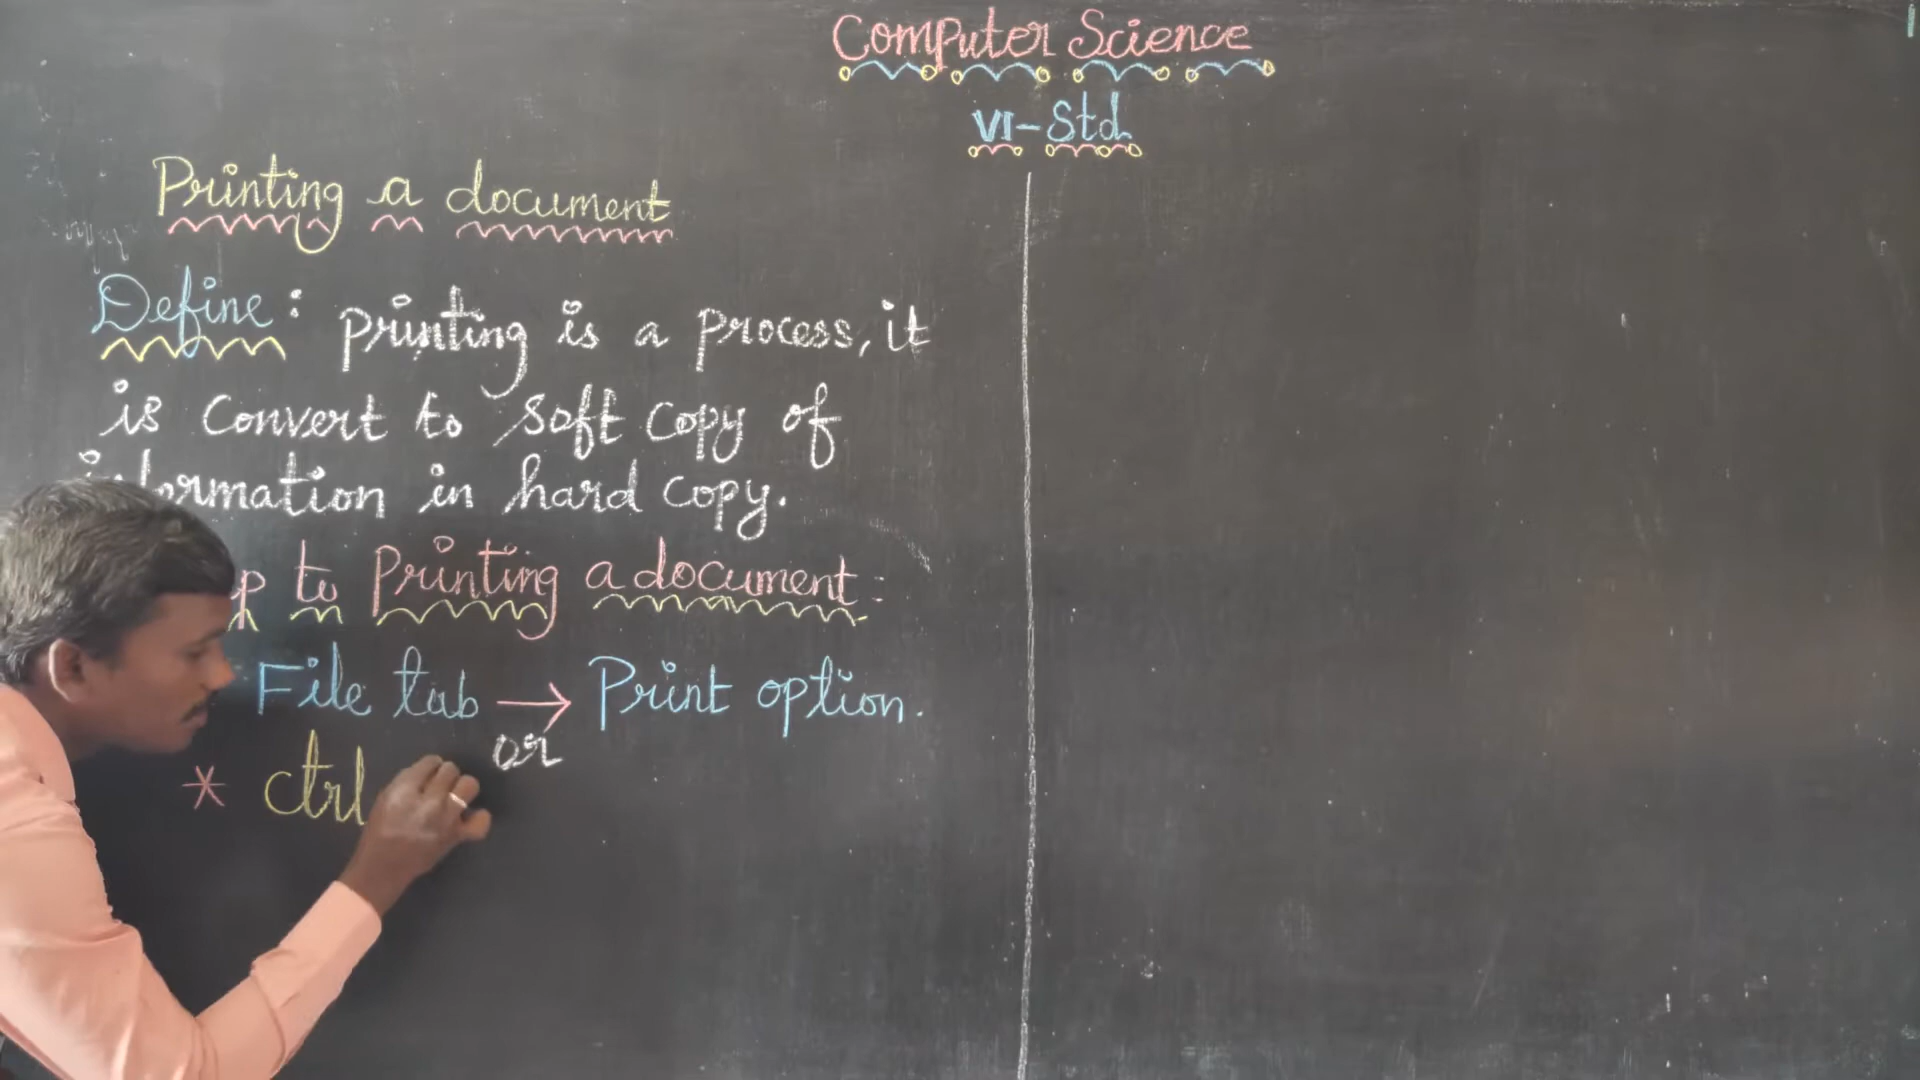 Computer Science
VI-Std
Printing a document
Define: printing is a process, it
is Convert to Soft Copy of
information in hard copy.
to Printing a document:
File tab → Print option.
or
* ctrl